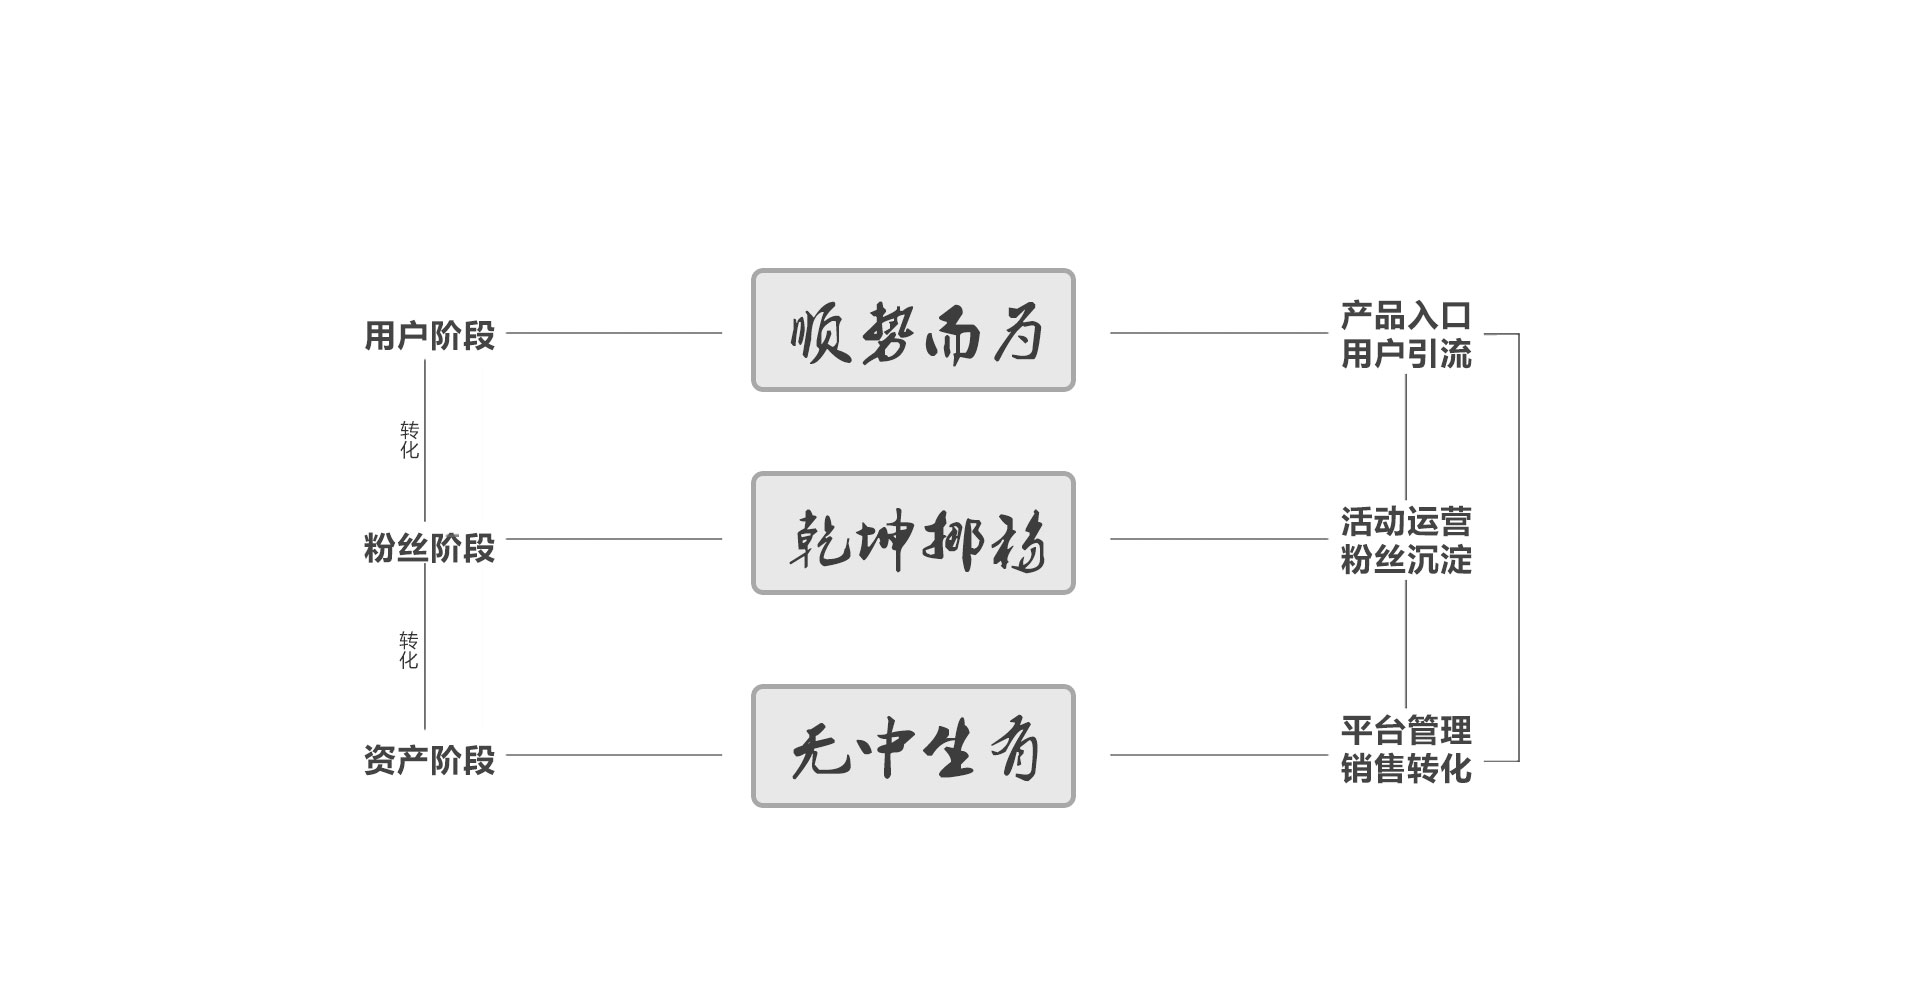 用户阶段
顺势而为
产品入口
用户引流
转
化
粉丝阶段
乾坤挪移
活动运营
粉丝沉淀
转
化
资产阶段
无中生有
平台管理
销售转化